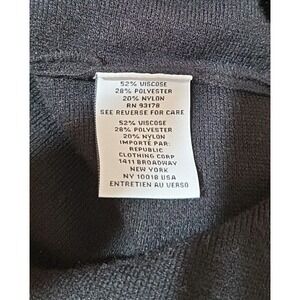 52% VISCOSE
28% POLYESTER
20% NYLON
RN 93178
SEE REVERSE FOR CARE
52% VISCOSE
28% POLYESTER
20% NYLON
IMPORTÉ PAR:
REPUBLIC
CLOTHING CORP
1411 BROADWAY
NEW YORK
NY 10018 USA
ENTRETIEN AU VERSO